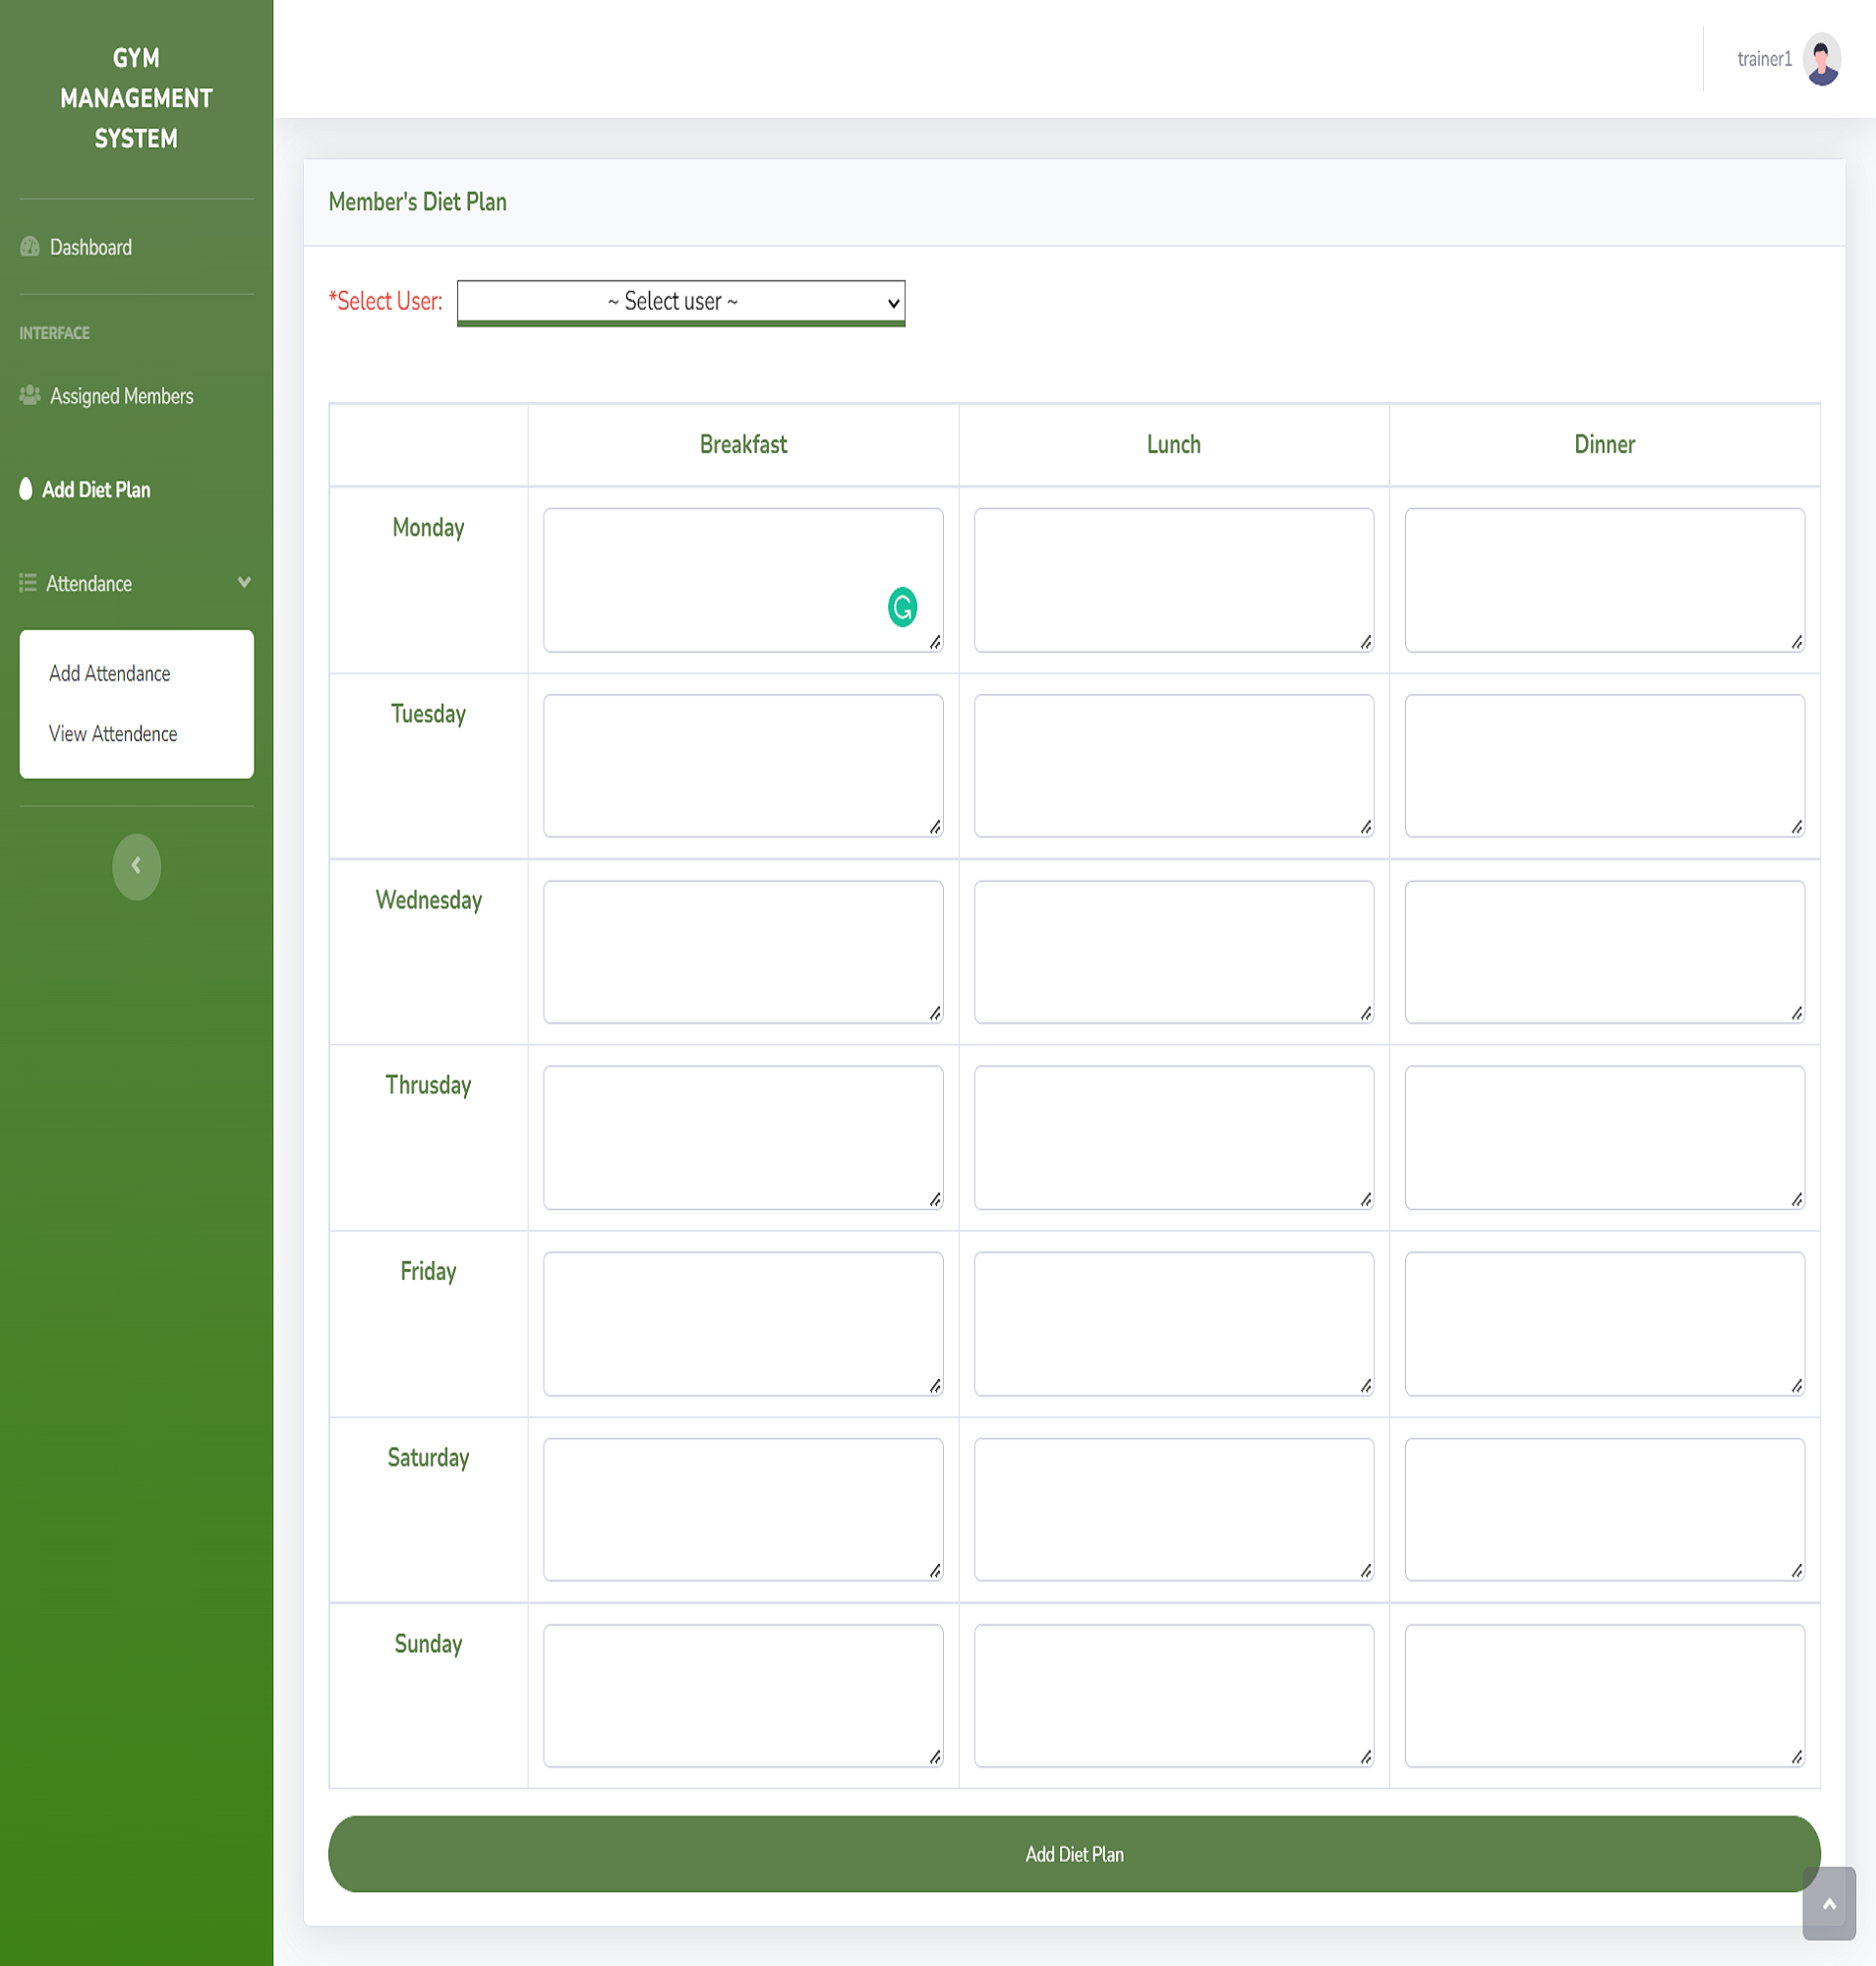 GYM
MANAGEMENT
SYSTEM
trainer1
Dashboard
INTERFACE
Assigned Members
Add Diet Plan
Attendance
Add Attendance
View Attendence
Member's Diet Plan
*Select User: ~ Select user ~
Breakfast Lunch Dinner
Monday
Tuesday
Wednesday
Thrusday
Friday
Saturday
Sunday
Add Diet Plan